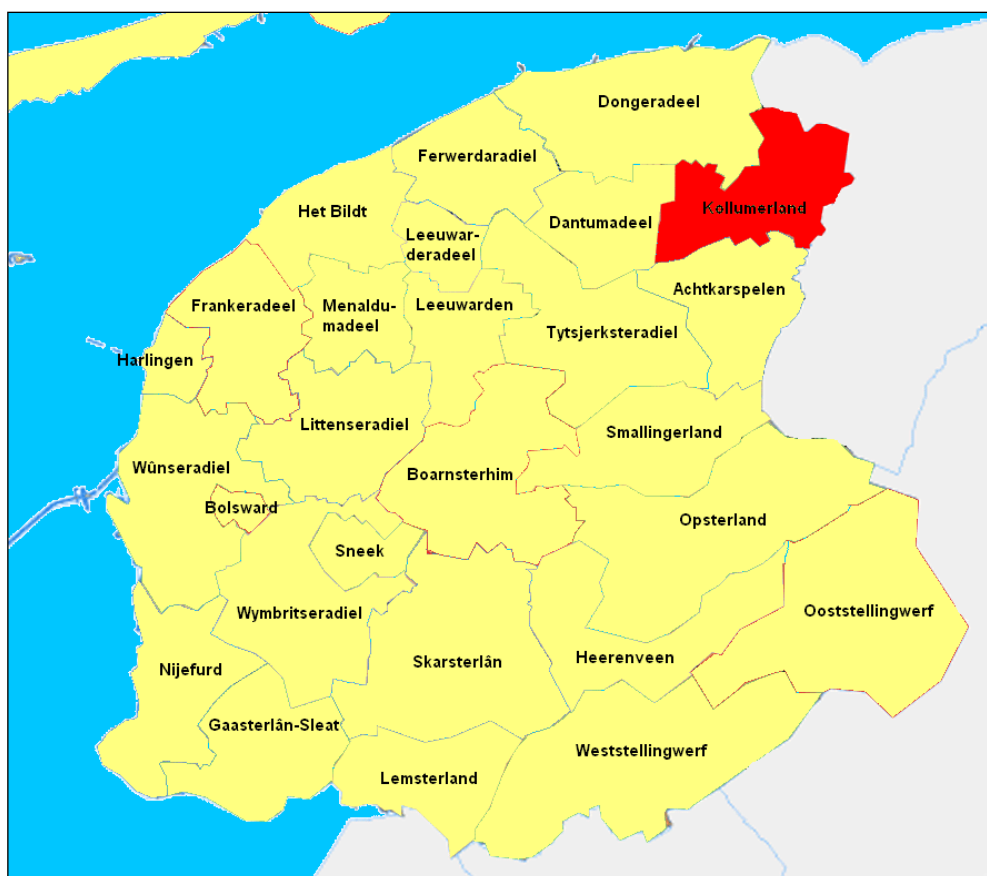 Dongeradeel
Ferwerdaradiel
Kollumerland
Het Bildt
Dantumadeel
Leeuwar-
deradeel
Achtkarspelen
Frankeradeel
Menaldu-
madeel
Leeuwarden
Tytsjerksteradiel
Harlingen
Littenseradiel
Smallingerland
Wûnseradiel
Boarnsterhim
Bolsward
Opsterland
Sneek
Wymbritseradiel
Ooststellingwerf
Nijefurd
Skarsterlân
Heerenveen
Gaasterlân-Sleat
Weststellingwerf
Lemsterland